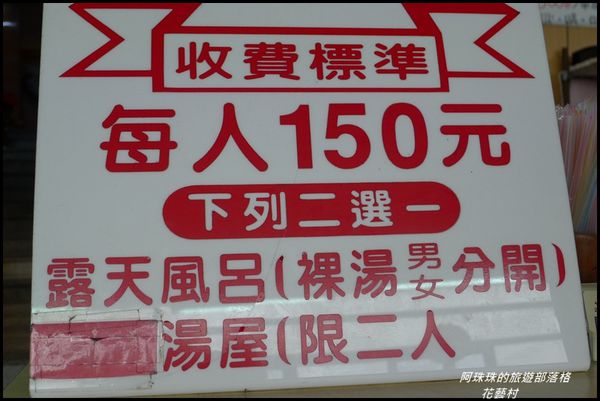 收費標準
每人150元
下列二選一
露天風呂(裸湯男女分開)
湯屋(限二人
阿珠珠的旅遊部落格
花藝村